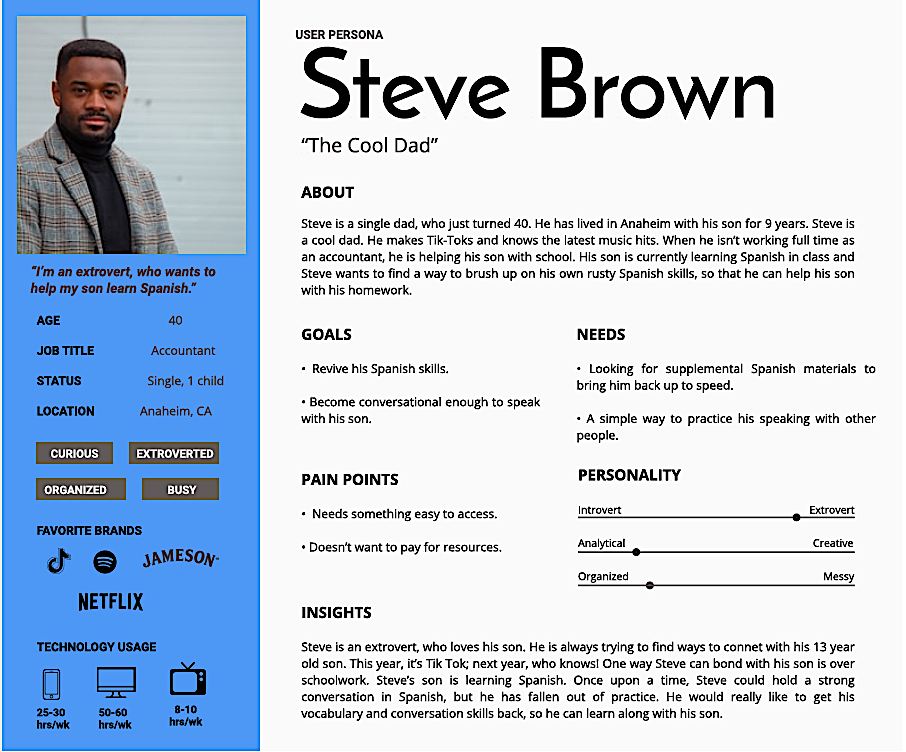 USER PERSONA
Steve Brown
“The Cool Dad”
ABOUT
Steve is a single dad, who just turned 40. He has lived in Anaheim with his son for 9 years. Steve is
a cool dad. He makes Tik-Toks and knows the latest music hits. When he isn’t working full time as
an accountant, he is helping his son with school. His son is currently learning Spanish in class and
Steve wants to find a way to brush up on his own rusty Spanish skills, so that he can help his son
with his homework.
“I’m an extrovert, who wants to
help my son learn Spanish.”
AGE 40
JOB TITLE Accountant
STATUS Single, 1 child
LOCATION Anaheim, CA
CURIOUS EXTROVERTED
ORGANIZED BUSY
FAVORITE BRANDS
JAMESON
NETFLIX
TECHNOLOGY USAGE
25-30
hrs/wk
50-60
hrs/wk
8-10
hrs/wk
GOALS
• Revive his Spanish skills.
• Become conversational enough to speak
with his son.
NEEDS
• Looking for supplemental Spanish materials to
bring him back up to speed.
• A simple way to practice his speaking with other
people.
PAIN POINTS
• Needs something easy to access.
• Doesn’t want to pay for resources.
PERSONALITY
Introvert Extrovert
Analytical Creative
Organized Messy
INSIGHTS
Steve is an extrovert, who loves his son. He is always trying to find ways to connet with his 13 year
old son. This year, it’s Tik Tok; next year, who knows! One way Steve can bond with his son is over
schoolwork. Steve’s son is learning Spanish. Once upon a time, Steve could hold a strong
conversation in Spanish, but he has fallen out of practice. He would really like to get his
vocabulary and conversation skills back, so he can learn along with his son.